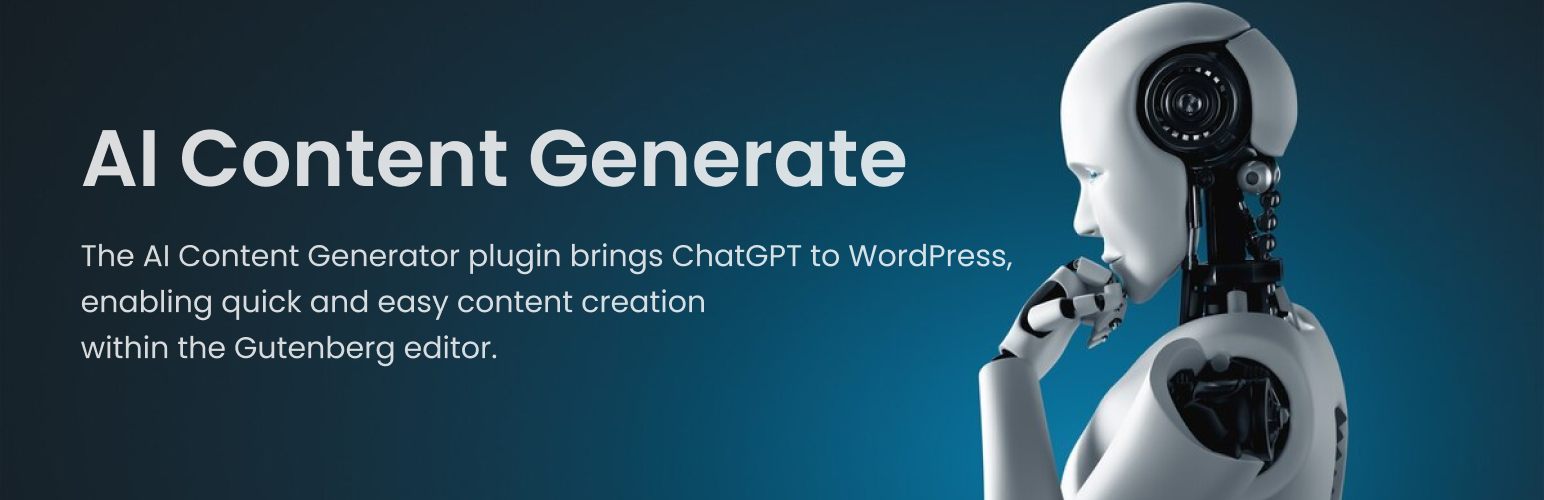 AI Content Generate
The AI Content Generator plugin brings ChatGPT to WordPress,
enabling quick and easy content creation
within the Gutenberg editor.